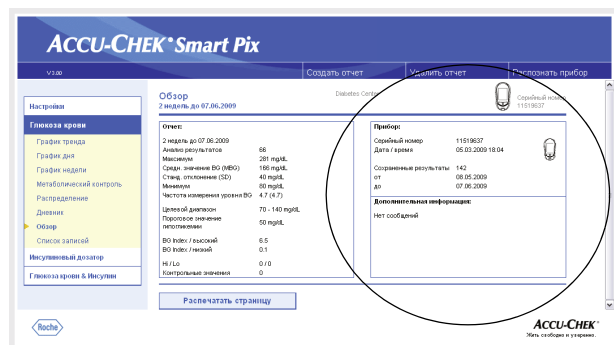 ACCU-CHEK® Smart Pix
V 3.00
Создать отчет
Удалить отчет
Распознать прибор
Настройки
Глюкоза крови
График тренда
График дня
График недели
Метаболический контроль
Распределение
Дневник
Обзор
Список записей
Инсулиновый дозатор
Глюкоза крови & Инсулин
Обзор
2 недель до 07.06.2009
Diabetes Center
Серийный номер
11519637
Отчет:
2 недель до 07.06.2009
Анализ результатов 66
Максимум 281 mg/dL
Средн. значение BG (MBG) 166 mg/dL
Станд. отклонение (SD) 40 mg/dL
Минимум 60 mg/dL
Частота измерения уровня BG 4.7 (4.7)
Целевой диапазон 70 - 140 mg/dL
Пороговое значение
гипогликемии 50 mg/dL
BG Index / высокий 6.5
BG Index / низкий 0.1
Hi / Lo 0 / 0
Контрольные значения 0
Прибор:
Серийный номер 11519637
Дата / время 05.03.2009 18:04
Сохраненные результаты 142
от 08.05.2009
до 07.06.2009
Дополнительная информация:
Нет сообщений
Распечатать страницу
Roche
ACCU-CHEK®
Жить свободно и уверенно.